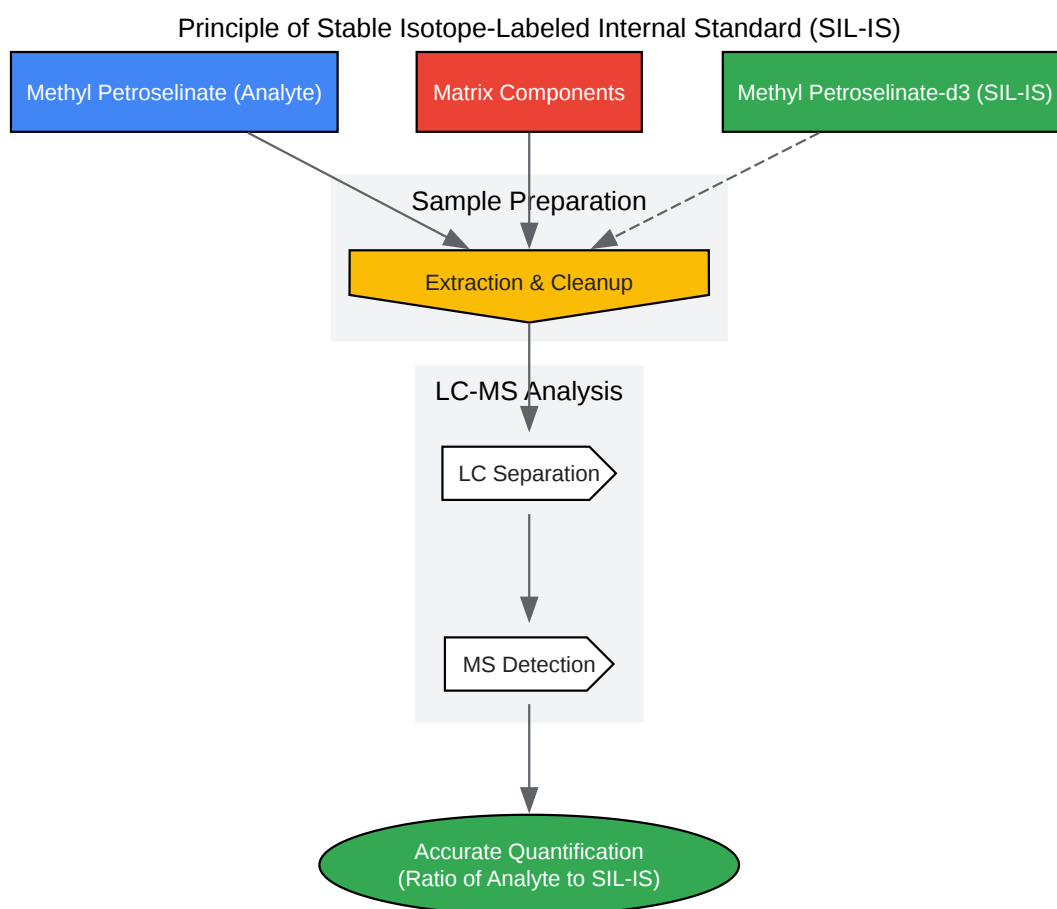 Principle of Stable Isotope-Labeled Internal Standard (SIL-IS)
Methyl Petroselinate (Analyte)
Matrix Components
Methyl Petroselinate-d3 (SIL-IS)
Sample Preparation
Extraction & Cleanup
LC-MS Analysis
LC Separation
MS Detection
Accurate Quantification
(Ratio of Analyte to SIL-IS)